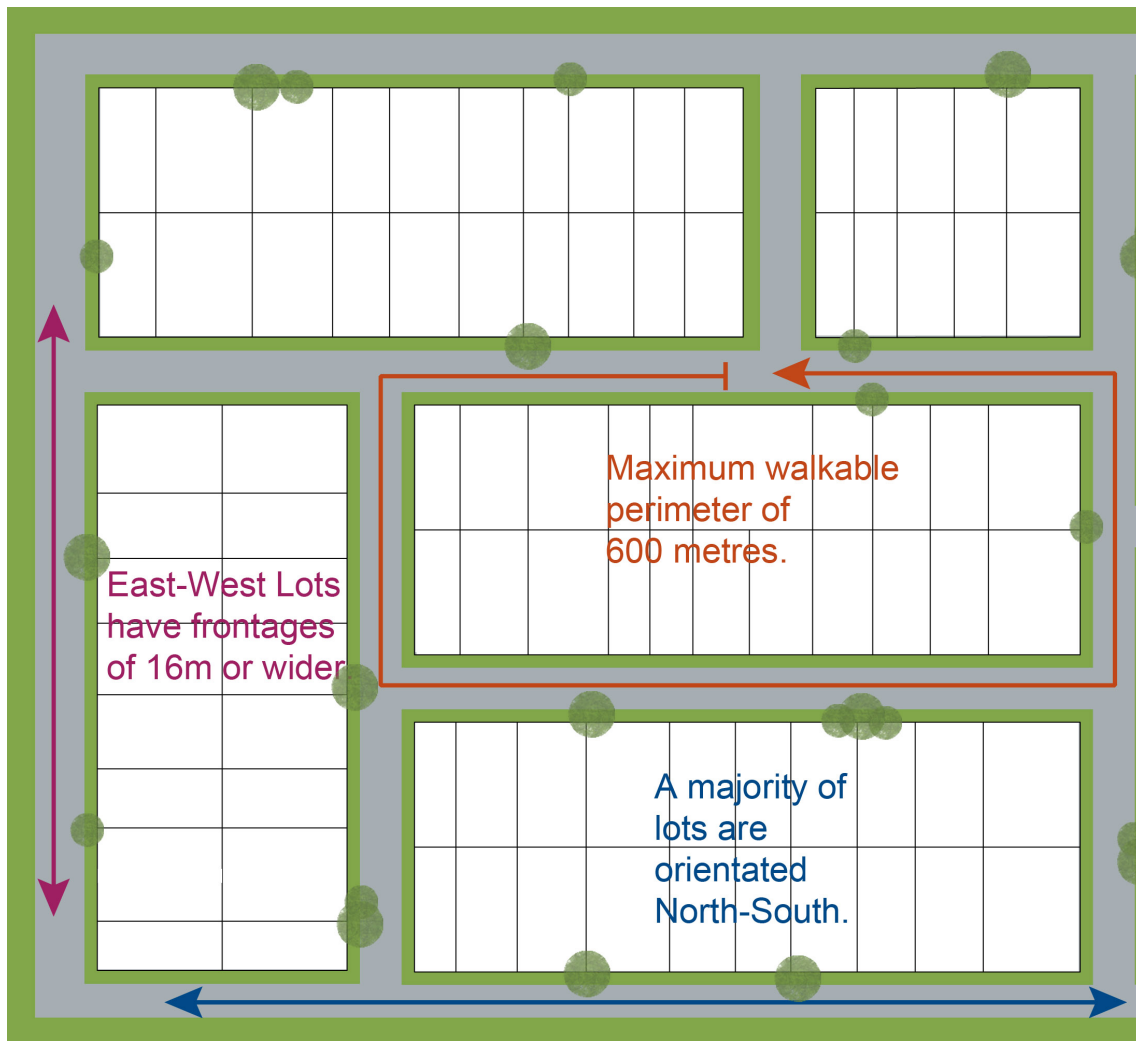 Maximum walkable
perimeter of
600 metres.
East-West Lots
have frontages
of 16m or wider
A majority of
lots are
orientated
North-South.